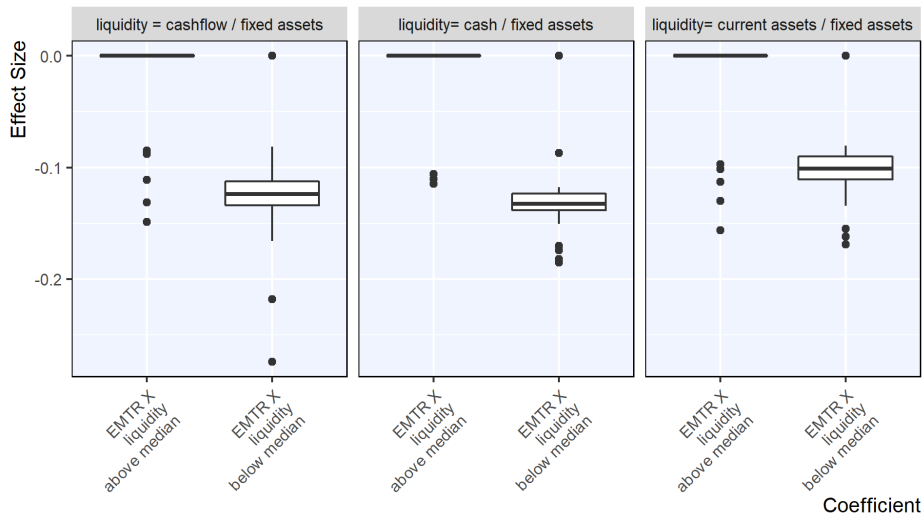 liquidity = cashflow / fixed assets
liquidity= cash / fixed assets
liquidity= current assets / fixed assets
Effect Size
0.0
-0.1
-0.2
EMTR X
liquidity
above median
EMTR X
liquidity
below median
EMTR X
liquidity
above median
EMTR X
liquidity
below median
EMTR X
liquidity
above median
EMTR X
liquidity
below median
Coefficient